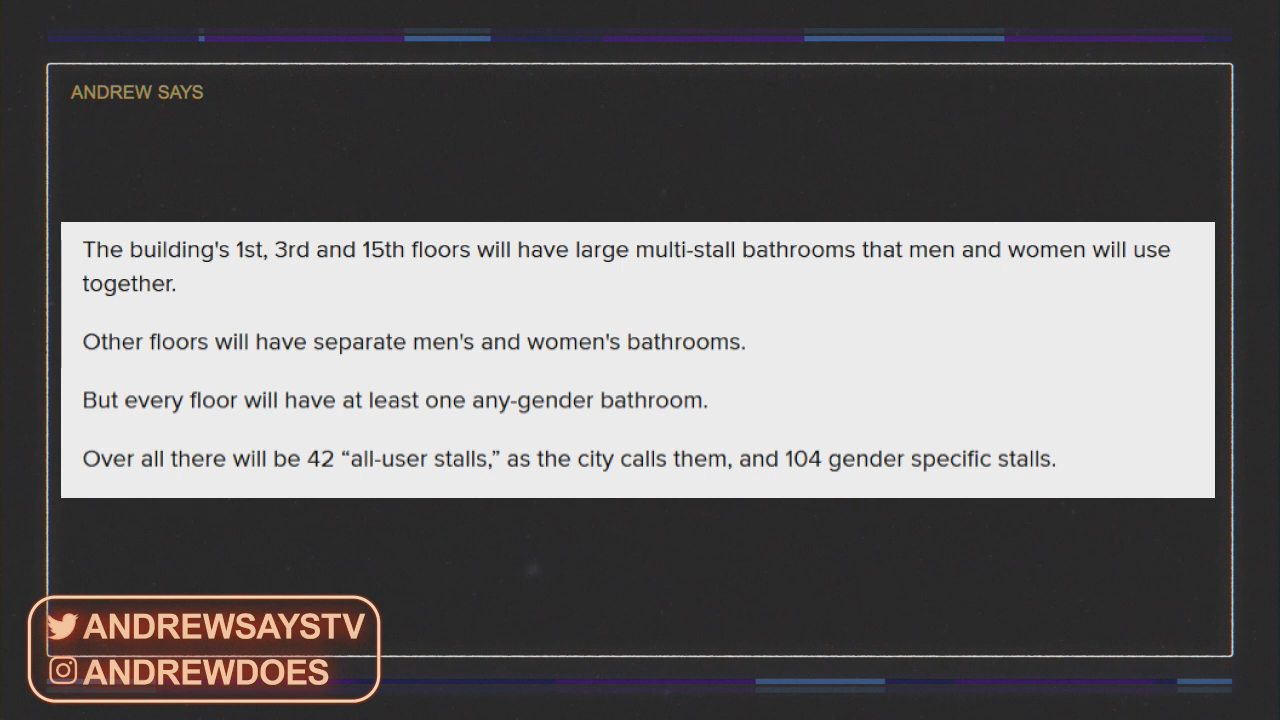 ANDREW SAYS
The building's 1st, 3rd and 15th floors will have large multi-stall bathrooms that men and women will use
together.
Other floors will have separate men's and women's bathrooms.
But every floor will have at least one any-gender bathroom.
Over all there will be 42 “all-user stalls,” as the city calls them, and 104 gender specific stalls.
ANDREWSAYSTV
ANDREWDOES